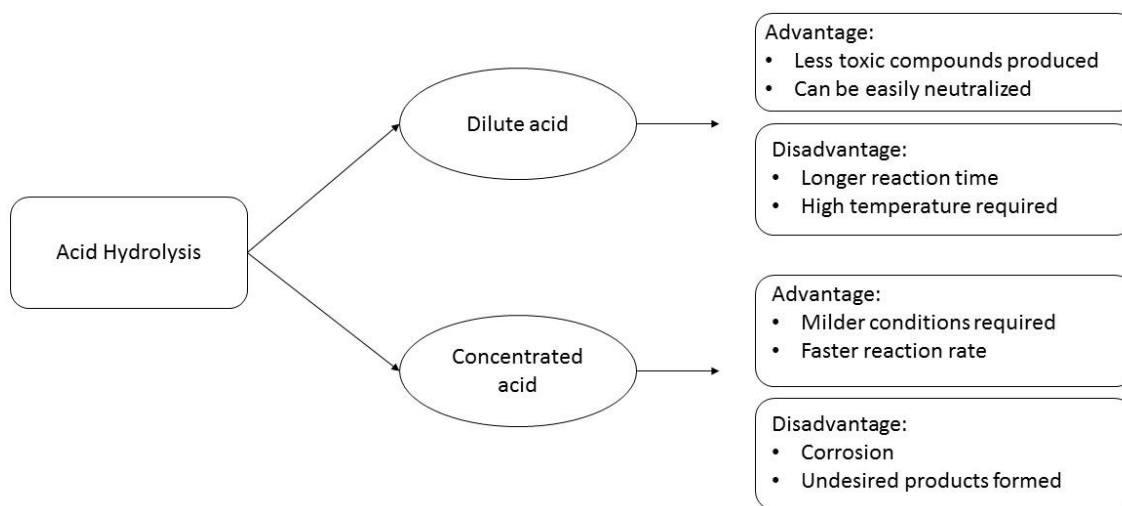 Acid Hydrolysis
Dilute acid
Advantage:
• Less toxic compounds produced
• Can be easily neutralized
Disadvantage:
• Longer reaction time
• High temperature required
Concentrated
acid
Advantage:
• Milder conditions required
• Faster reaction rate
Disadvantage:
• Corrosion
• Undesired products formed